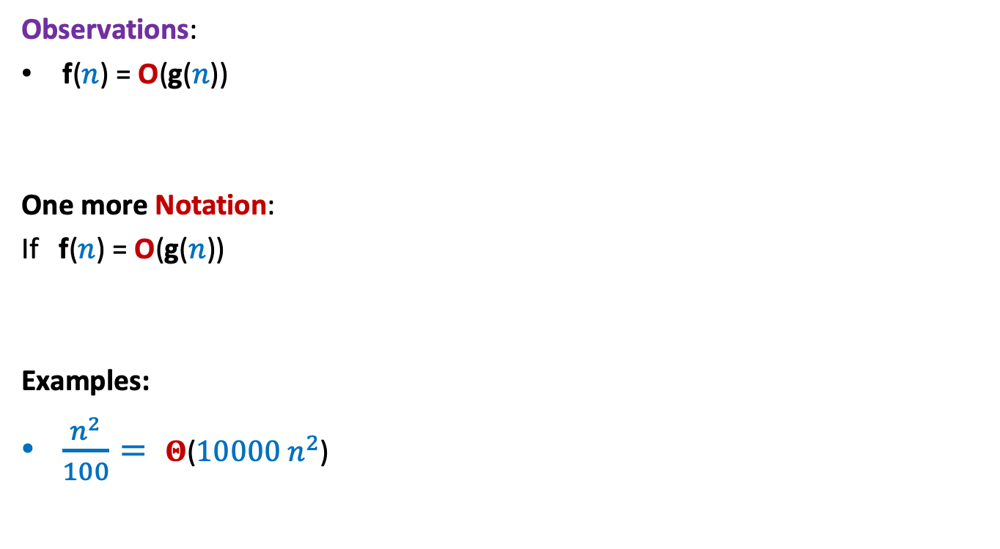 Observations:
• f(n) = O(g(n))
One more Notation:
If f(n) = O(g(n))
Examples:
• n²/100 = Θ(10000 n²)